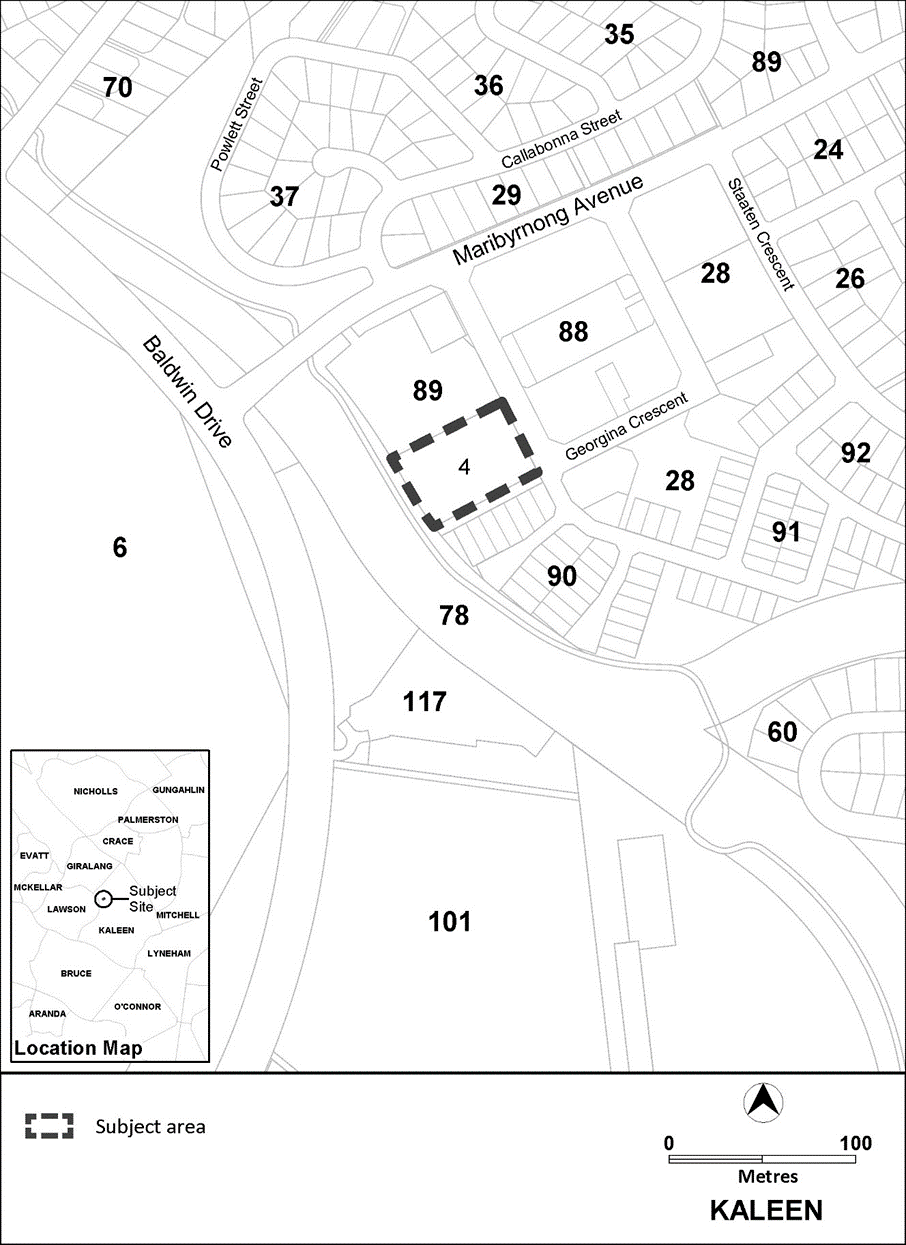 35
89
70
36
Powlett Street
Callabonna Street
24
37
29
Maribyrnong Avenue
Staaten Crescent
28
26
88
Baldwin Drive
89
Georgina Crescent
92
4
28
91
6
90
78
117
60
NICHOLLS
GUNGAHLIN
PALMERSTON
CRACE
EVATT
GIRALANG
MCKELLAR
Subject
Site
LAWSON
MITCHELL
KALEEN
LYNEHAM
BRUCE
O'CONNOR
ARANDA
Location Map
101
Subject area
0 100
Metres
KALEEN